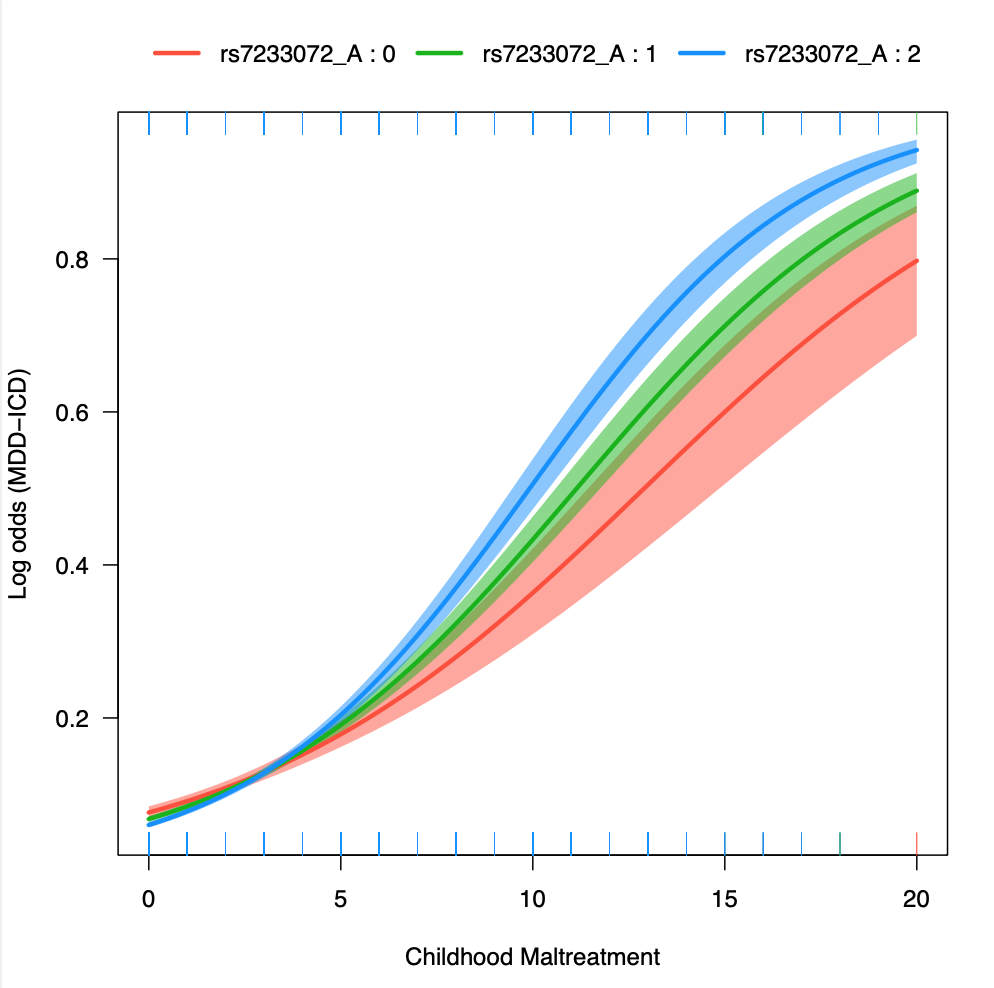 rs7233072_A : 0 rs7233072_A : 1 rs7233072_A : 2
0.8
0.6
0.4
0.2
Log odds (MDD−ICD)
0 5 10 15 20
Childhood Maltreatment